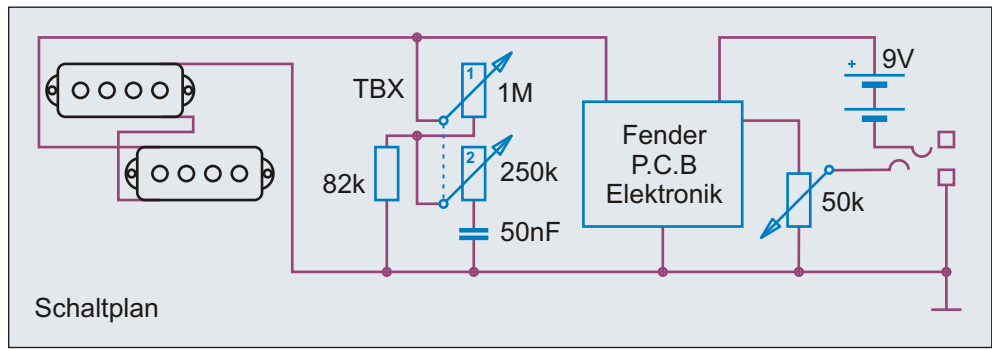 TBX
1
1M
82k
2
250k
50nF
Fender
P.C.B
Elektronik
+
9V
50k
Schaltplan